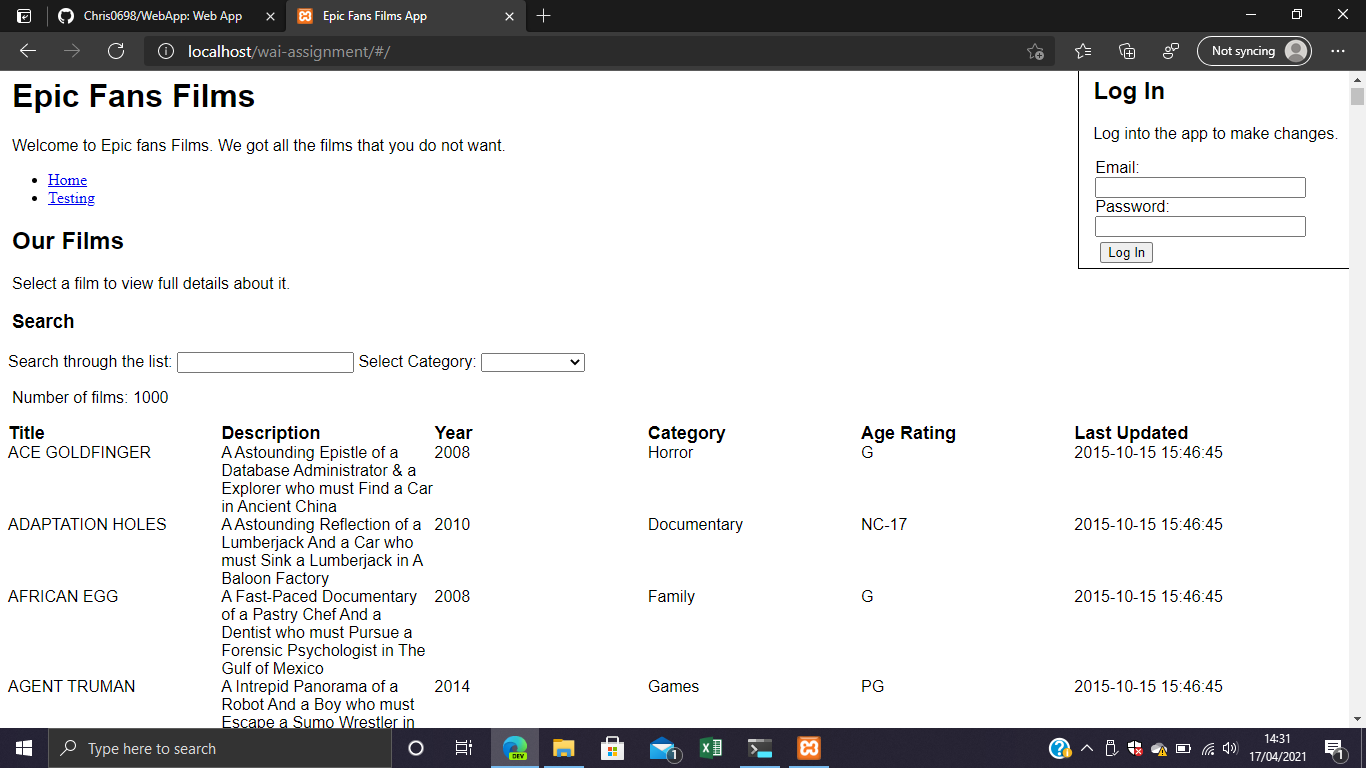 Chris0698/WebApp: Web App
Epic Fans Films App
localhost/wai-assignment/#/
Not syncing
Epic Fans Films
Welcome to Epic fans Films. We got all the films that you do not want.
Home
Testing
Log In
Log into the app to make changes.
Email:
Password:
Log In
Our Films
Select a film to view full details about it.
Search
Search through the list: Select Category:
Number of films: 1000
Title Description Year Category Age Rating Last Updated
ACE GOLDFINGER A Astounding Epistle of a 2008 Horror G 2015-10-15 15:46:45
Database Administrator & a
Explorer who must Find a Car
in Ancient China
ADAPTATION HOLES A Astounding Reflection of a 2010 Documentary NC-17 2015-10-15 15:46:45
Lumberjack And a Car who
must Sink a Lumberjack in A
Baloon Factory
AFRICAN EGG A Fast-Paced Documentary 2008 Family G 2015-10-15 15:46:45
of a Pastry Chef And a
Dentist who must Pursue a
Forensic Psychologist in The
Gulf of Mexico
AGENT TRUMAN A Intrepid Panorama of a 2014 Games PG 2015-10-15 15:46:45
Robot And a Boy who must
Escape a Sumo Wrestler in
Type here to search
DEV
1
14:31
17/04/2021
1